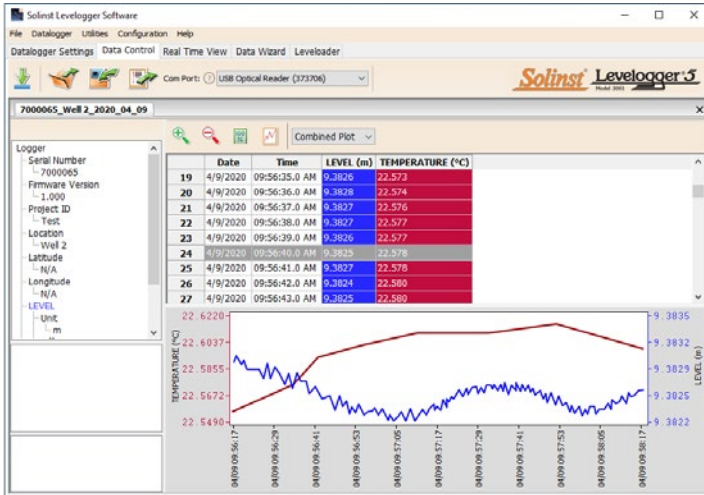 Solinst Levelogger Software
File Datalogger Utilities Configuration Help
Datalogger Settings Data Control Real Time View Data Wizard Leveloader
Com Port: ? USB Optical Reader (373706)
Solinst Levelogger 5
Model 3001
7000065_Well 2_2020_04_09
Combined Plot
Logger
Serial Number
7000065
Firmware Version
1.000
Project ID
Test
Location
Well 2
Latitude
N/A
Longitude
N/A
LEVEL
Unit
m
Date Time LEVEL (m) TEMPERATURE (°C)
19 4/9/2020 09:56:35.0 AM 9.3826 22.573
20 4/9/2020 09:56:36.0 AM 9.3828 22.574
21 4/9/2020 09:56:37.0 AM 9.3827 22.576
22 4/9/2020 09:56:38.0 AM 9.3827 22.577
23 4/9/2020 09:56:39.0 AM 9.3826 22.577
24 4/9/2020 09:56:40.0 AM 9.3825 22.578
25 4/9/2020 09:56:41.0 AM 9.3827 22.578
26 4/9/2020 09:56:42.0 AM 9.3824 22.580
27 4/9/2020 09:56:43.0 AM 9.3825 22.580
TEMPERATURE (°C)
22.6220
22.6037
22.5855
22.5672
22.5490
9.3835
9.3832
9.3828
9.3825
9.3822
LEVEL (m)
04/09 09:56:17
04/09 09:56:29
04/09 09:56:41
04/09 09:56:53
04/09 09:57:05
04/09 09:57:17
04/09 09:57:29
04/09 09:57:41
04/09 09:57:53
04/09 09:58:05
04/09 09:58:17